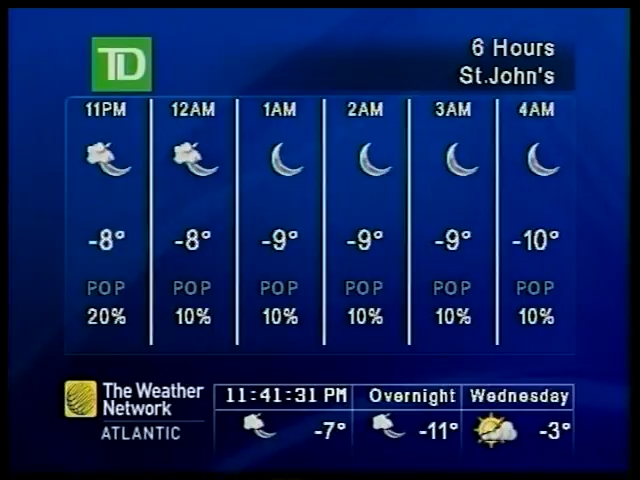 TD
6 Hours
St.John's
11PM 12AM 1AM 2AM 3AM 4AM
-8° -8° -9° -9° -9° -10°
POP POP POP POP POP POP
20% 10% 10% 10% 10% 10%
The Weather
Network
ATLANTIC
11:41:31 PM Overnight Wednesday
-7° -11° -3°